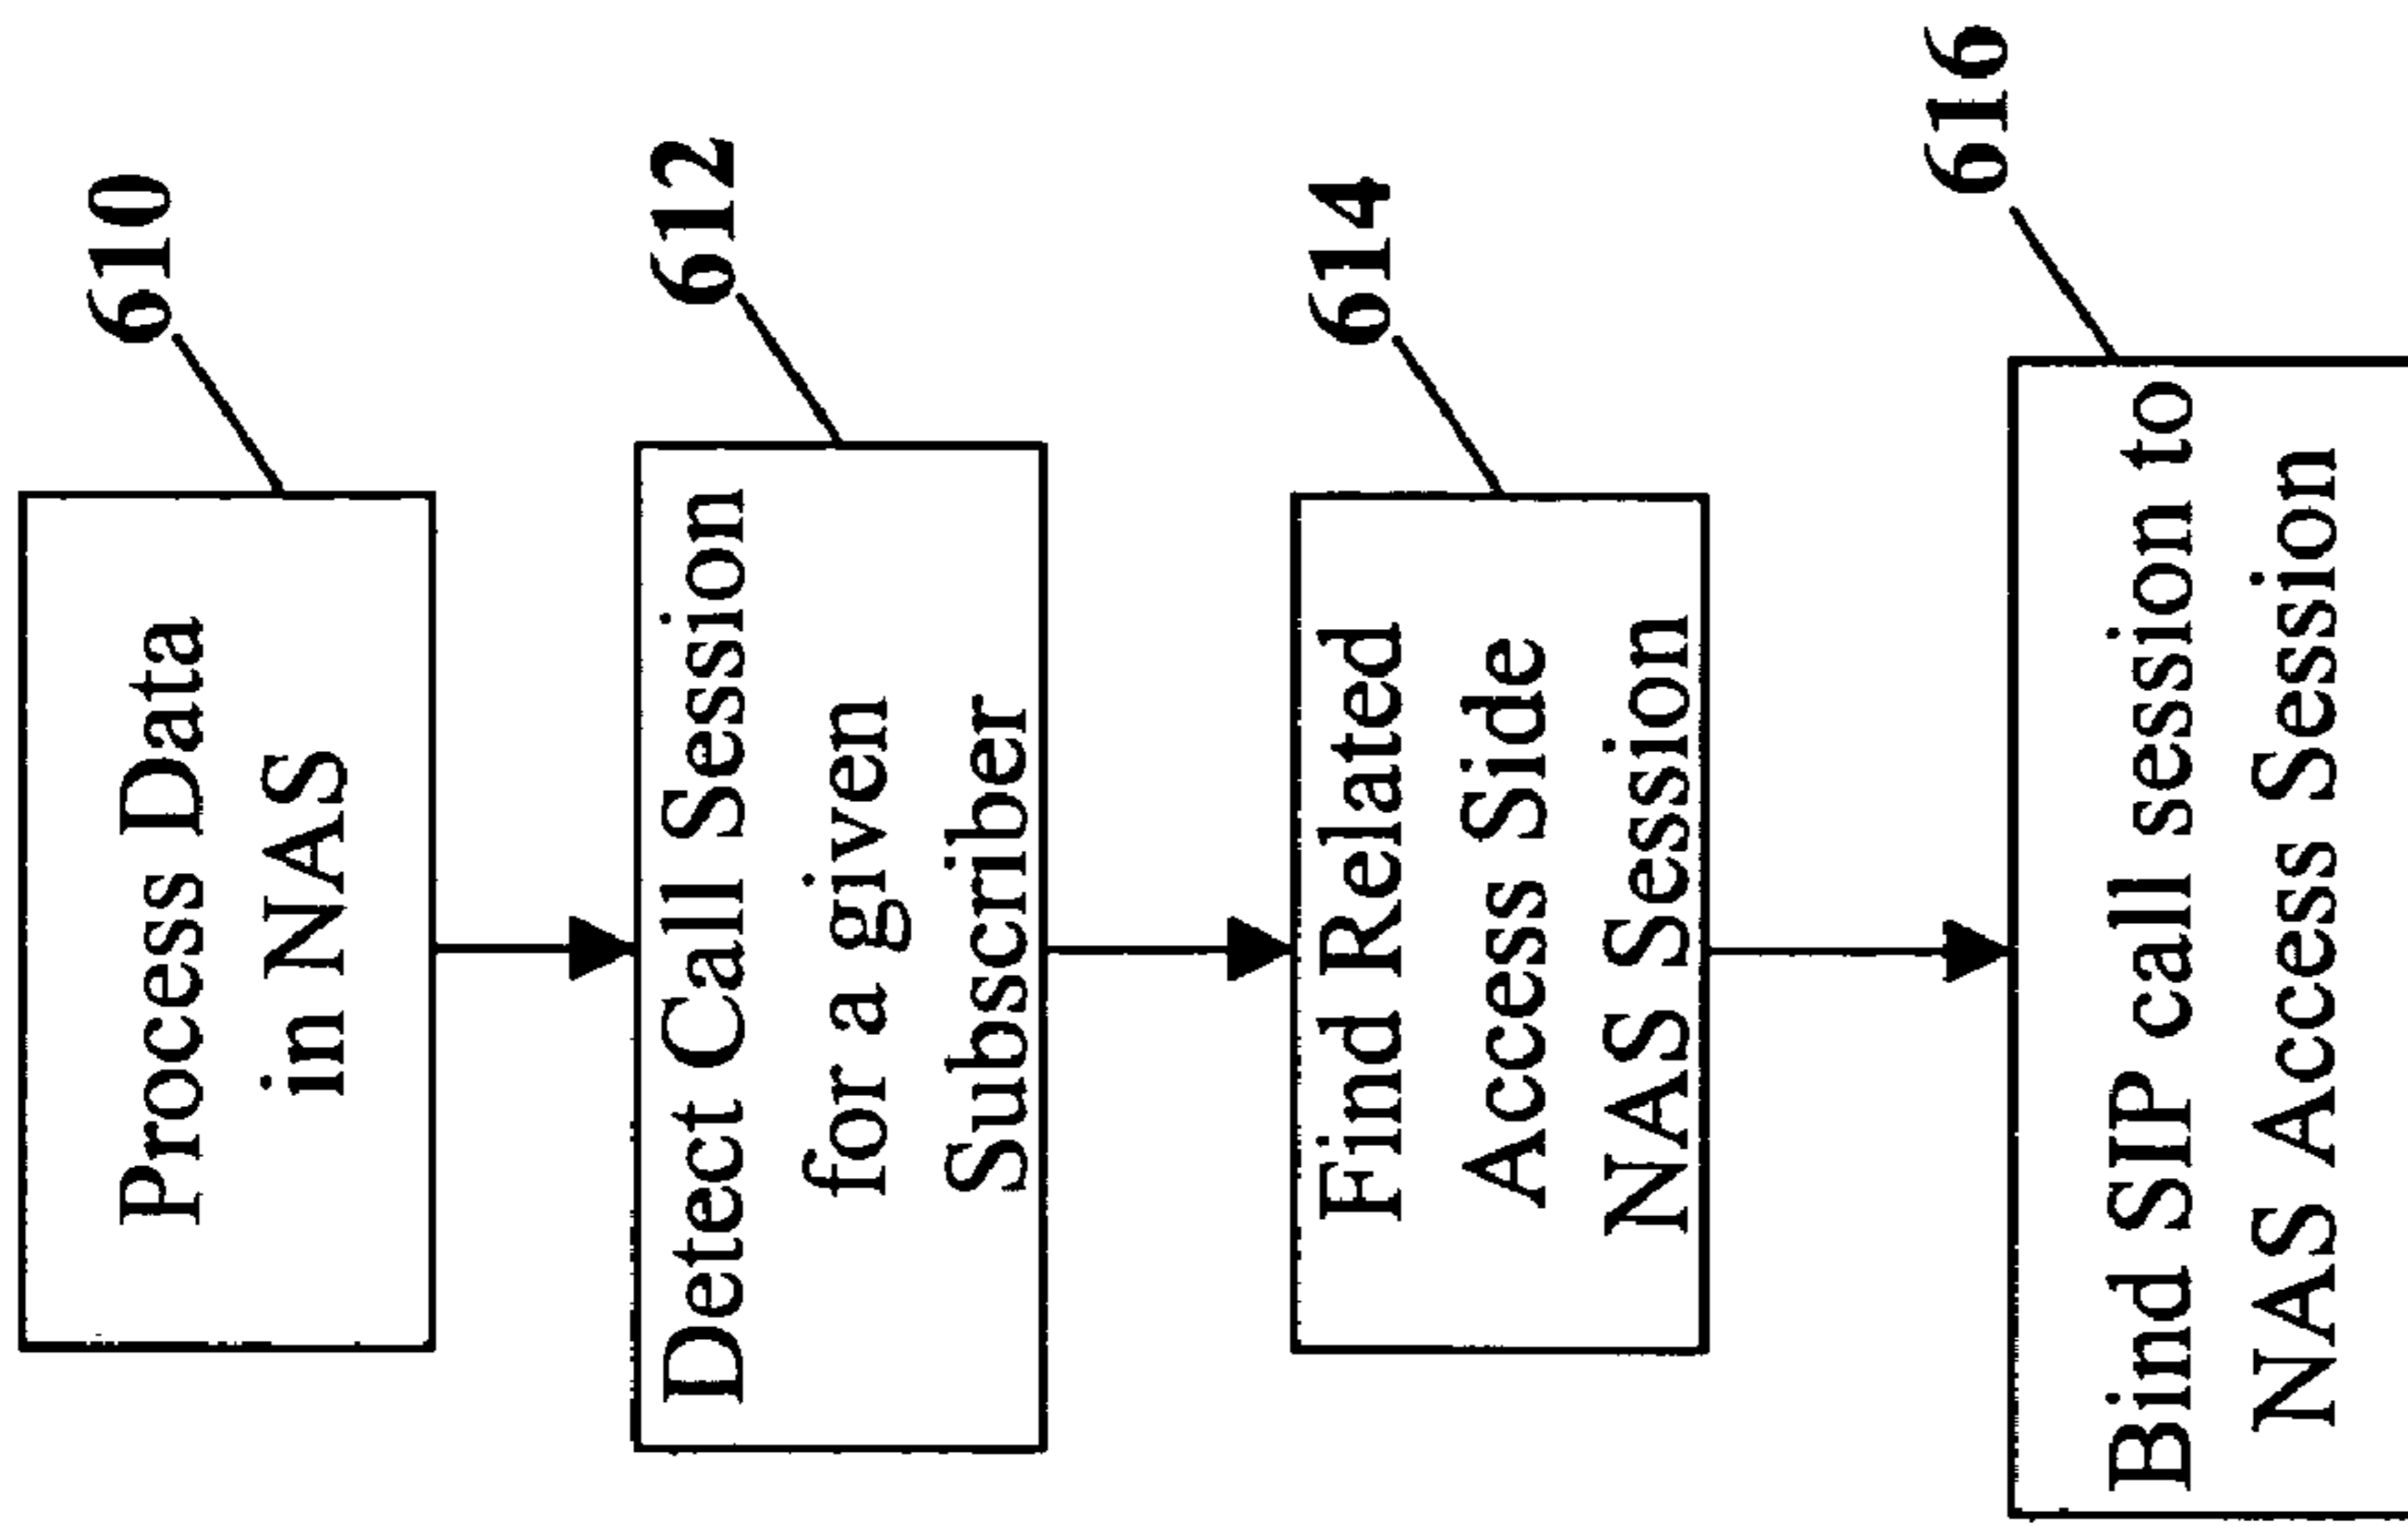 610
Process Data
in NAS
612
Detect Call Session
for a given
Subscriber
614
Find Related
Access Side
NAS Session
616
Bind SIP call session to
NAS Access Session